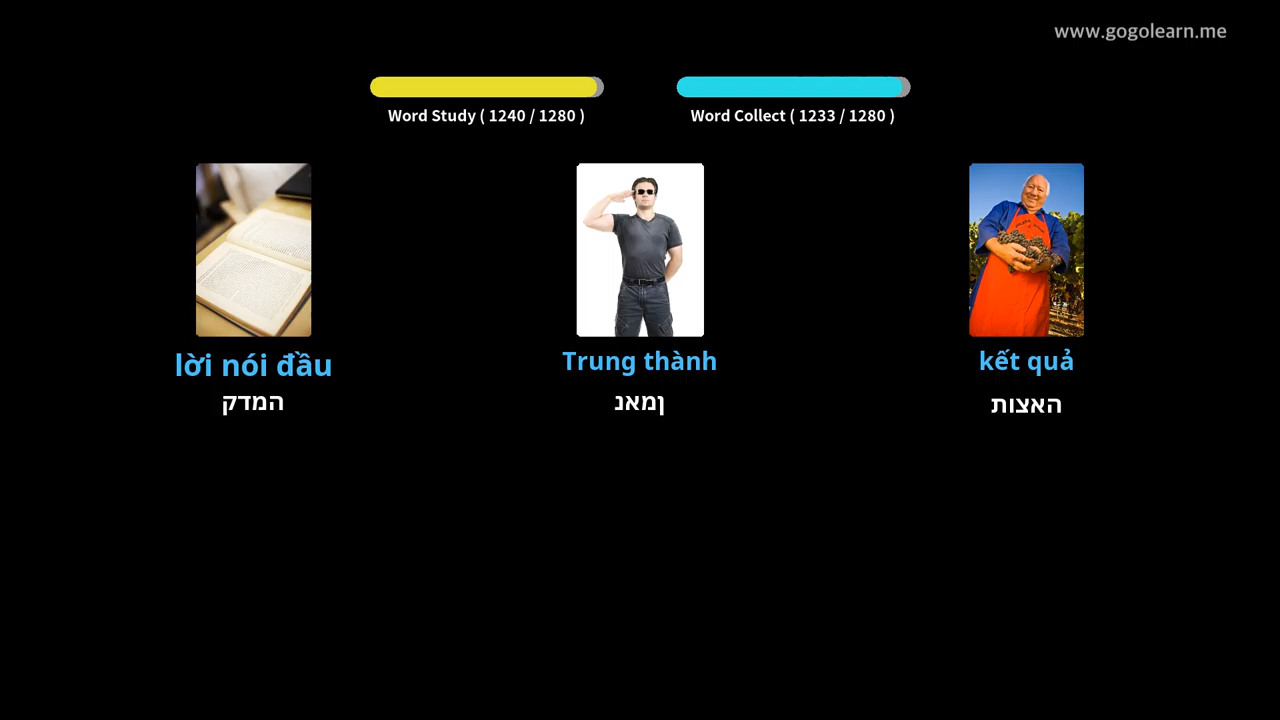 www.gogolearn.me
Word Study ( 1240 / 1280 )
Word Collect ( 1233 / 1280 )
lời nói đầu
המדק
Trung thành
ןמאנ
kết quả
האצות